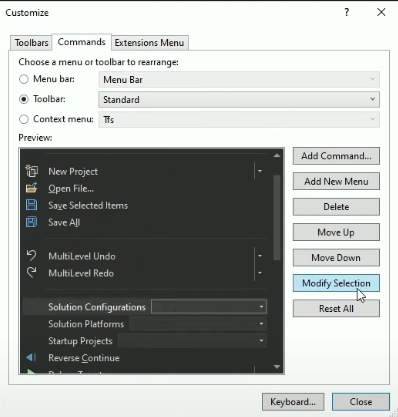 Customize
?
Toolbars Commands Extensions Menu
Choose a menu or toolbar to rearrange:
Menu bar: Menu Bar
Toolbar: Standard
Context menu: Tfs
Preview:
New Project
Open File...
Save Selected Items
Save All
MultiLevel Undo
MultiLevel Redo
Solution Configurations
Solution Platforms
Startup Projects
Reverse Continue
Add Command...
Add New Menu
Delete
Move Up
Move Down
Modify Selection
Reset All
Keyboard... Close